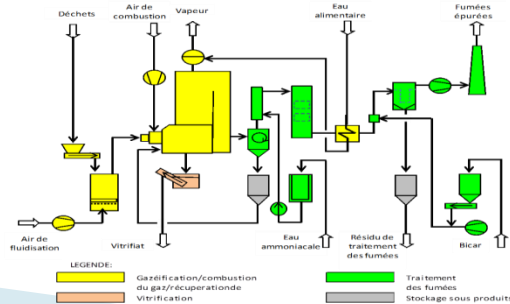 Déchets
Air de
combustion
Vapeur
Eau
alimentaire
Fumées
épurées
Air de
fluidisation
Vitrifiat
Eau
ammoniacale
Résidu de
traitement
des fumées
Bicar
LEGENDE:
Gazéification/combustion
du gaz/récuperationde
Traitement
des fumées
Vitrification
Stockage sous produits